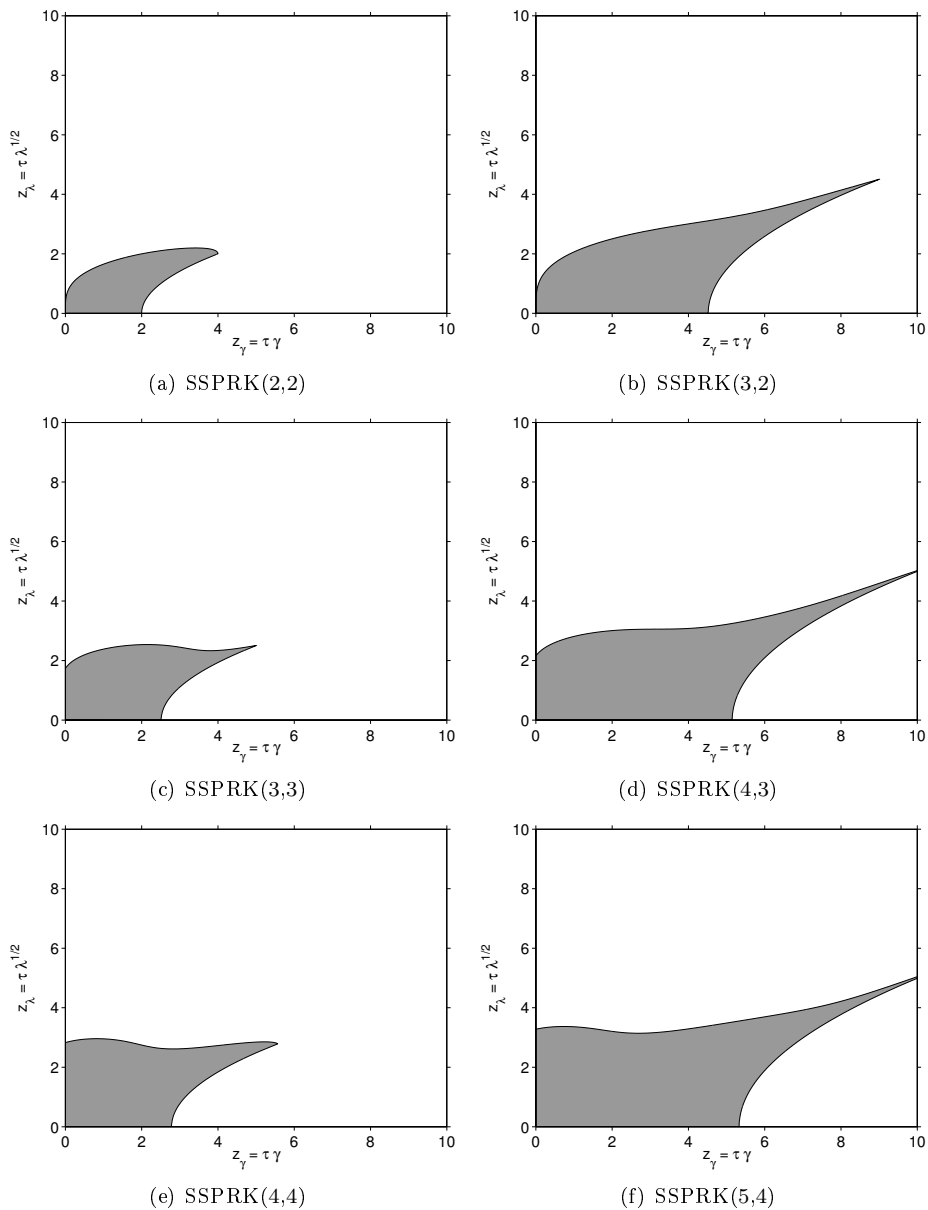 10
8
6
4
2
0
z_λ = τ λ^{1/2}
0 2 4 6 8 10
z_γ = τ γ
(a) SSPRK(2,2)
10
8
6
4
2
0
z_λ = τ λ^{1/2}
0 2 4 6 8 10
z_γ = τ γ
(b) SSPRK(3,2)
10
8
6
4
2
0
z_λ = τ λ^{1/2}
0 2 4 6 8 10
z_γ = τ γ
(c) SSPRK(3,3)
10
8
6
4
2
0
z_λ = τ λ^{1/2}
0 2 4 6 8 10
z_γ = τ γ
(d) SSPRK(4,3)
10
8
6
4
2
0
z_λ = τ λ^{1/2}
0 2 4 6 8 10
z_γ = τ γ
(e) SSPRK(4,4)
10
8
6
4
2
0
z_λ = τ λ^{1/2}
0 2 4 6 8 10
z_γ = τ γ
(f) SSPRK(5,4)